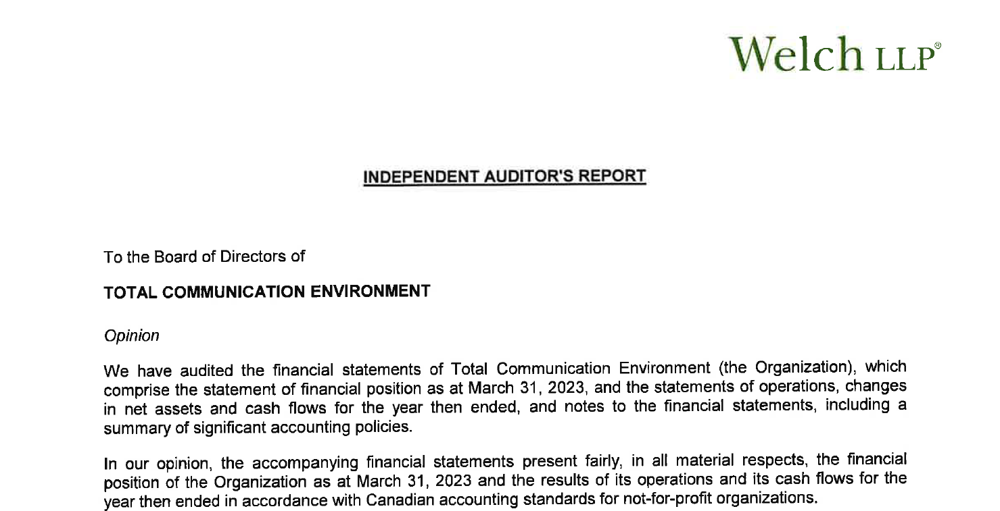 Welch LLP®
INDEPENDENT AUDITOR'S REPORT
To the Board of Directors of
TOTAL COMMUNICATION ENVIRONMENT
Opinion
We have audited the financial statements of Total Communication Environment (the Organization), which
comprise the statement of financial position as at March 31, 2023, and the statements of operations, changes
in net assets and cash flows for the year then ended, and notes to the financial statements, including a
summary of significant accounting policies.
In our opinion, the accompanying financial statements present fairly, in all material respects, the financial
position of the Organization as at March 31, 2023 and the results of its operations and its cash flows for the
year then ended in accordance with Canadian accounting standards for not-for-profit organizations.